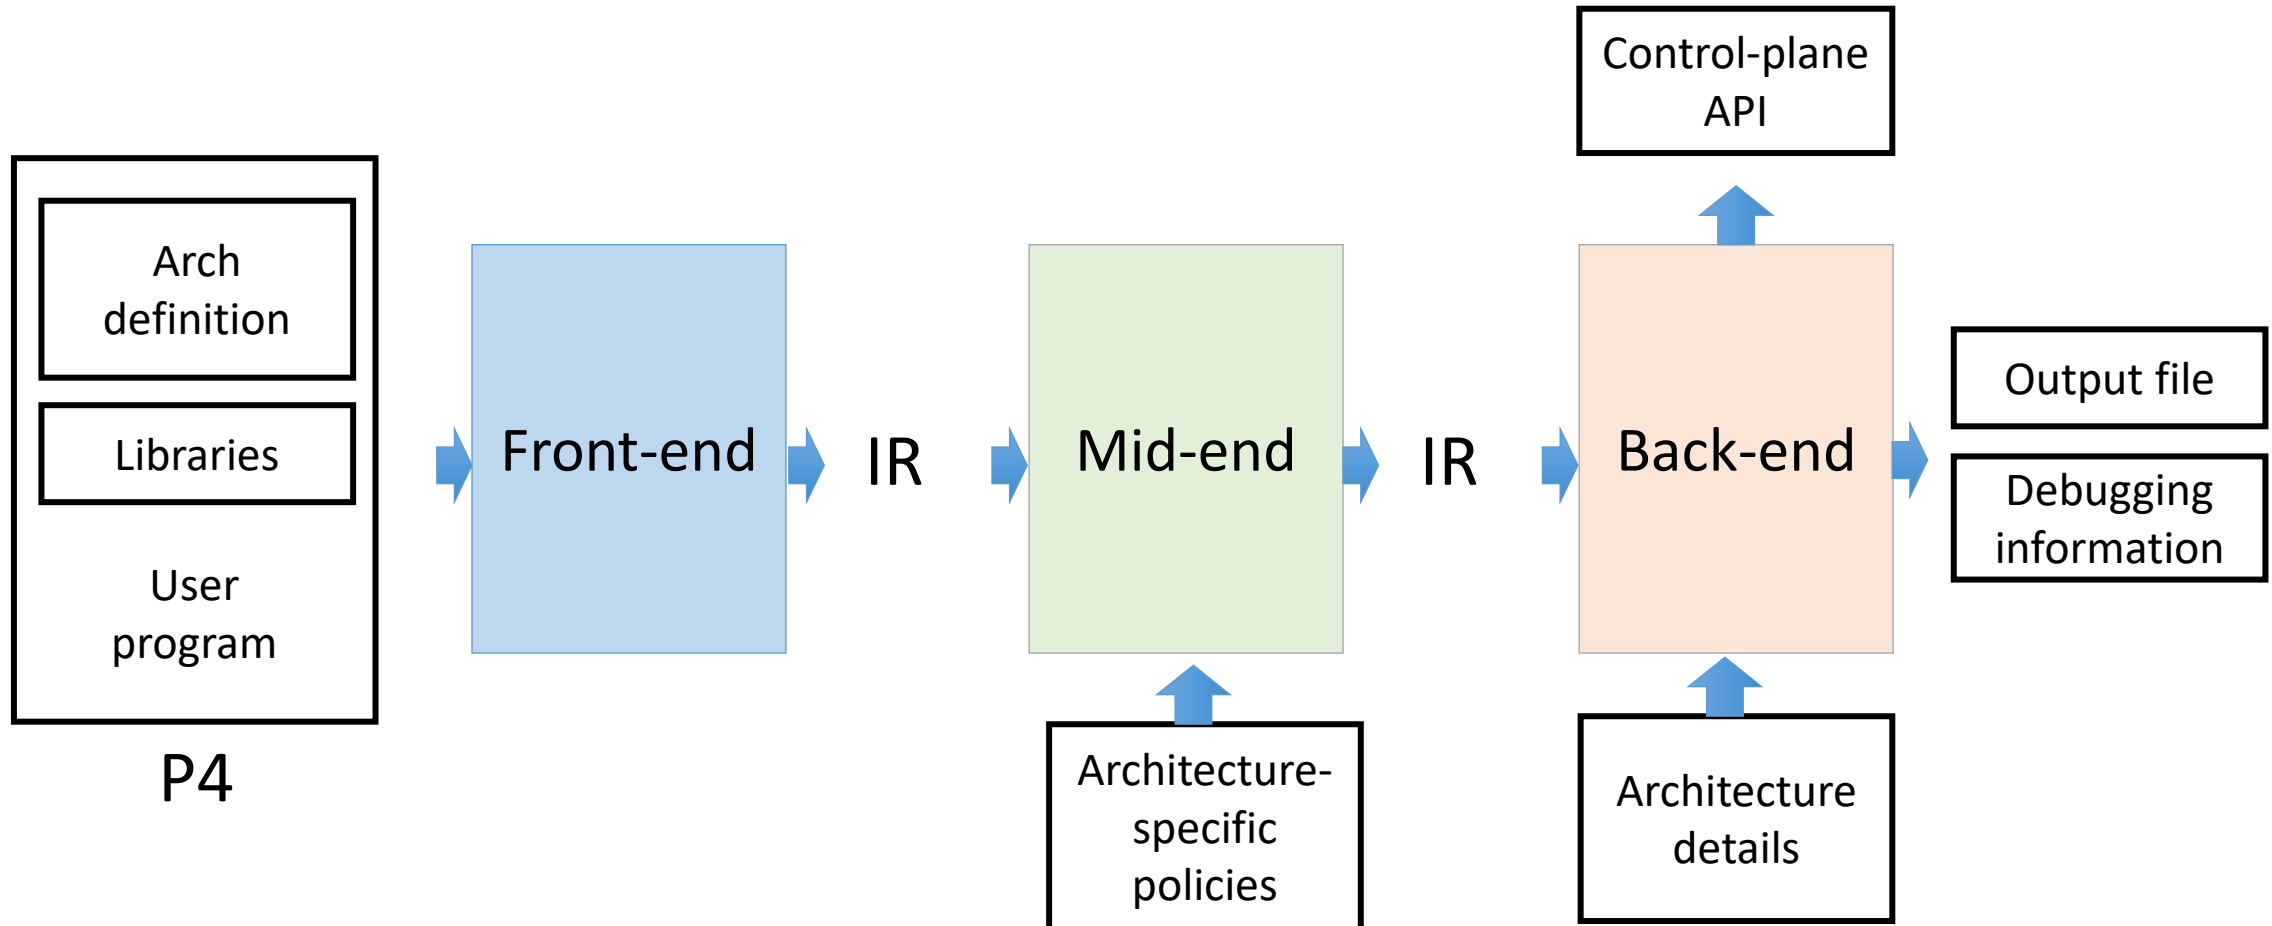 Control-plane
API
Arch
definition
Libraries
User
program
P4
Front-end
IR
Mid-end
IR
Back-end
Output file
Debugging
information
Architecture-
specific
policies
Architecture
details